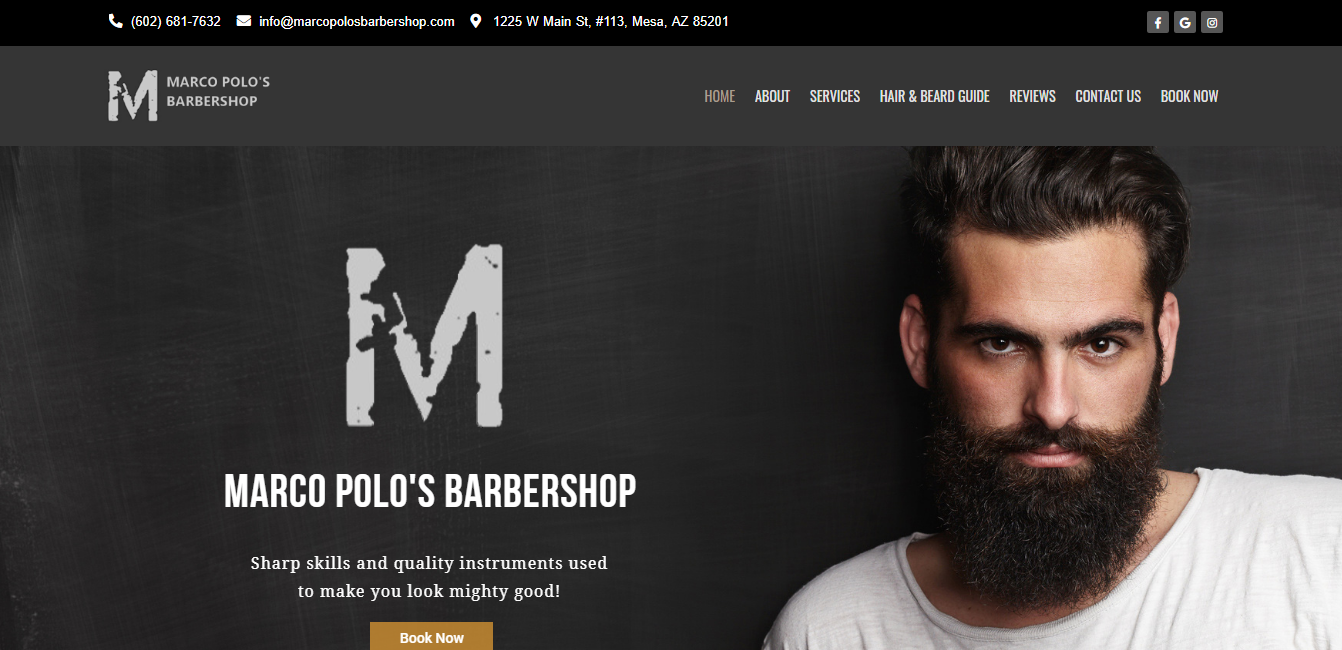 (602) 681-7632 info@marcopolosbarbershop.com 1225 W Main St, #113, Mesa, AZ 85201
M MARCO POLO'S
BARBERSHOP
HOME ABOUT SERVICES HAIR & BEARD GUIDE REVIEWS CONTACT US BOOK NOW
M
MARCO POLO'S BARBERSHOP
Sharp skills and quality instruments used
to make you look mighty good!
Book Now